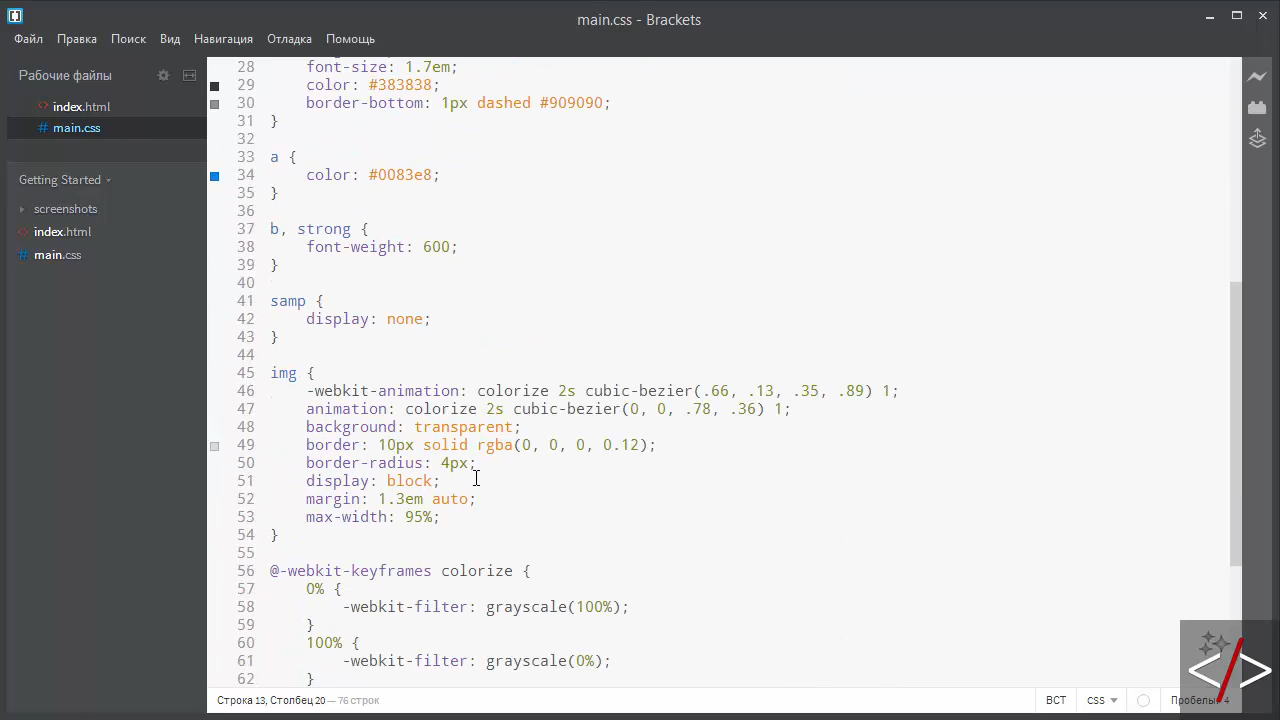 main.css - Brackets
Файл Правка Поиск Вид Навигация Отладка Помощь
Рабочие файлы
index.html
main.css
Getting Started
screenshots
index.html
main.css
28 font-size: 1.7em;
29 color: #383838;
30 border-bottom: 1px dashed #909090;
31 }
32
33 a {
34 color: #0083e8;
35 }
36
37 b, strong {
38 font-weight: 600;
39 }
40
41 samp {
42 display: none;
43 }
44
45 img {
46 -webkit-animation: colorize 2s cubic-bezier(.66, .13, .35, .89) 1;
47 animation: colorize 2s cubic-bezier(0, 0, .78, .36) 1;
48 background: transparent;
49 border: 10px solid rgba(0, 0, 0, 0.12);
50 border-radius: 4px;
51 display: block;
52 margin: 1.3em auto;
53 max-width: 95%;
54 }
55
56 @-webkit-keyframes colorize {
57 0% {
58 -webkit-filter: grayscale(100%);
59 }
60 100% {
61 -webkit-filter: grayscale(0%);
62 }
Строка 13, Столбец 20 — 76 строк
ВСТ CSS Пробелы: 4